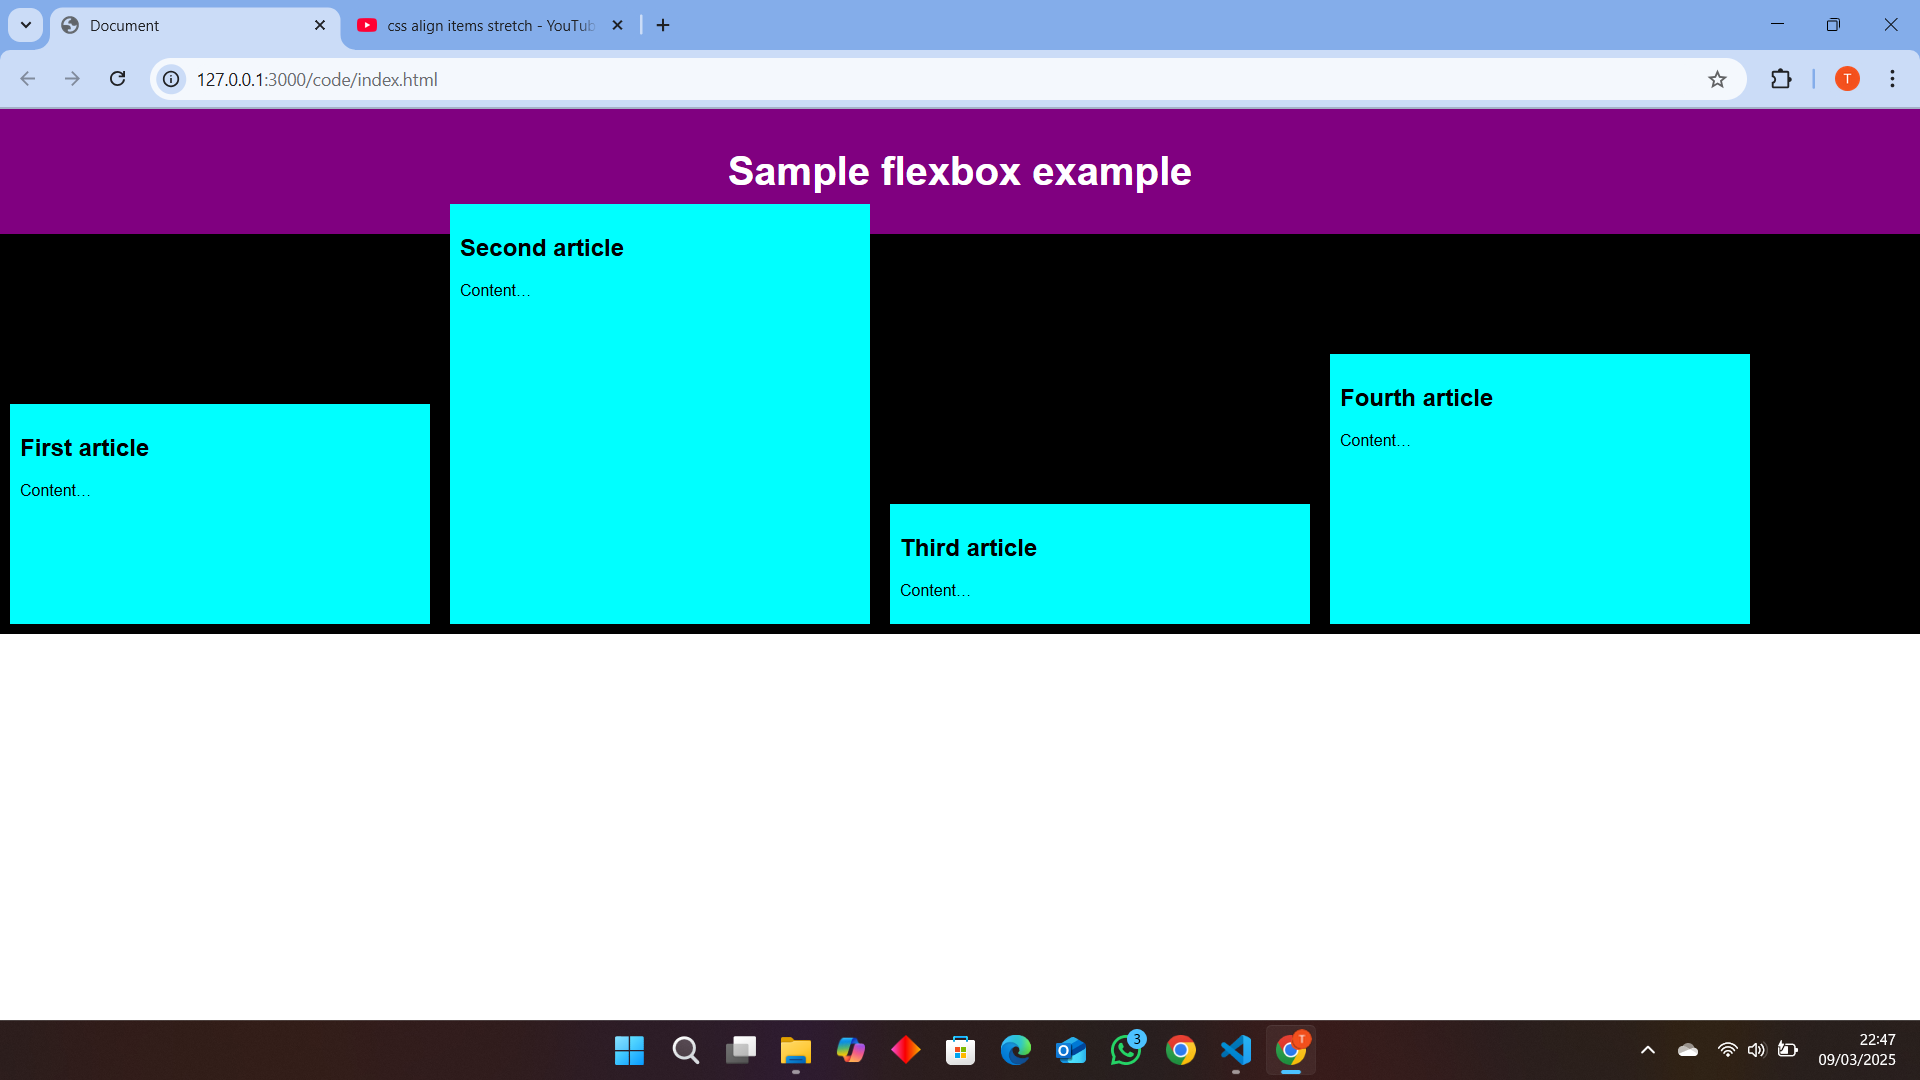 Document
css align items stretch - YouTub
127.0.0.1:3000/code/index.html
T
Sample flexbox example
Second article
Content…
Fourth article
Content…
First article
Content…
Third article
Content…
3
T
22:47
09/03/2025